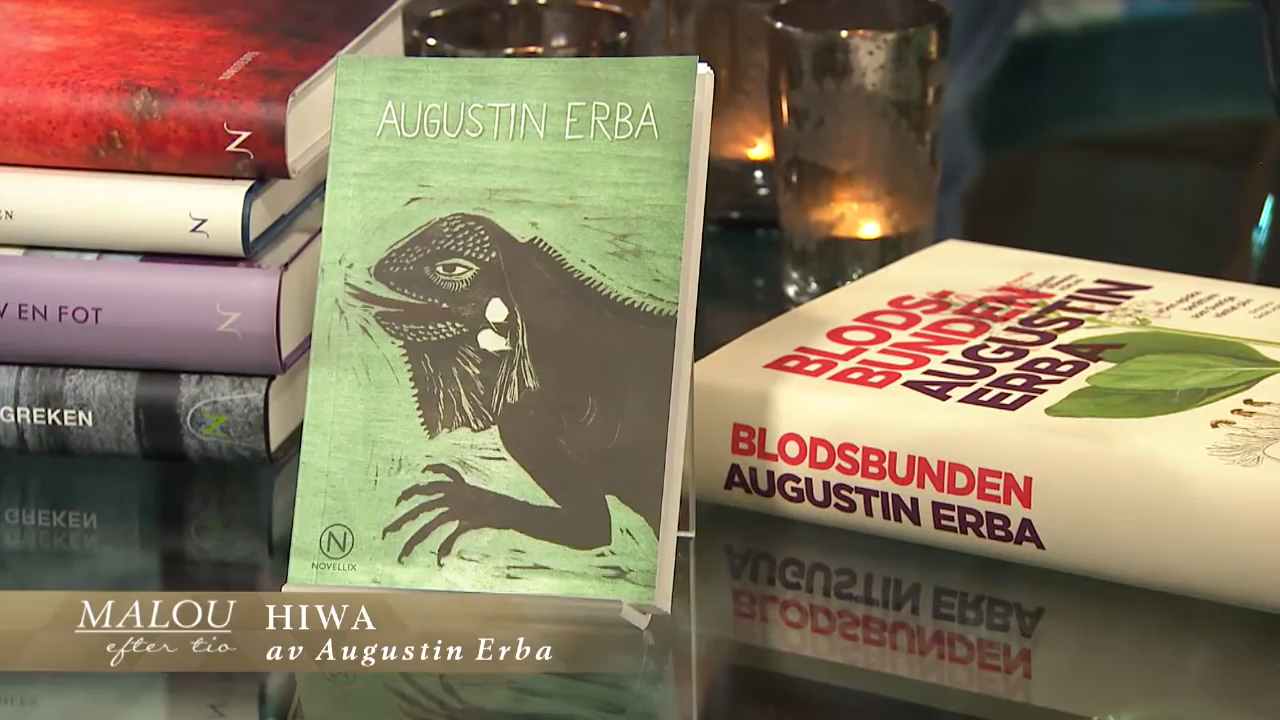 AUGUSTIN ERBA
N
NOVELLIX
EN
V EN FOT
GREKEN
BLODS-
BUNDEN
AUGUSTIN
ERBA
BLODSBUNDEN
AUGUSTIN ERBA
MALOU
efter tio
HIWA
av Augustin Erba